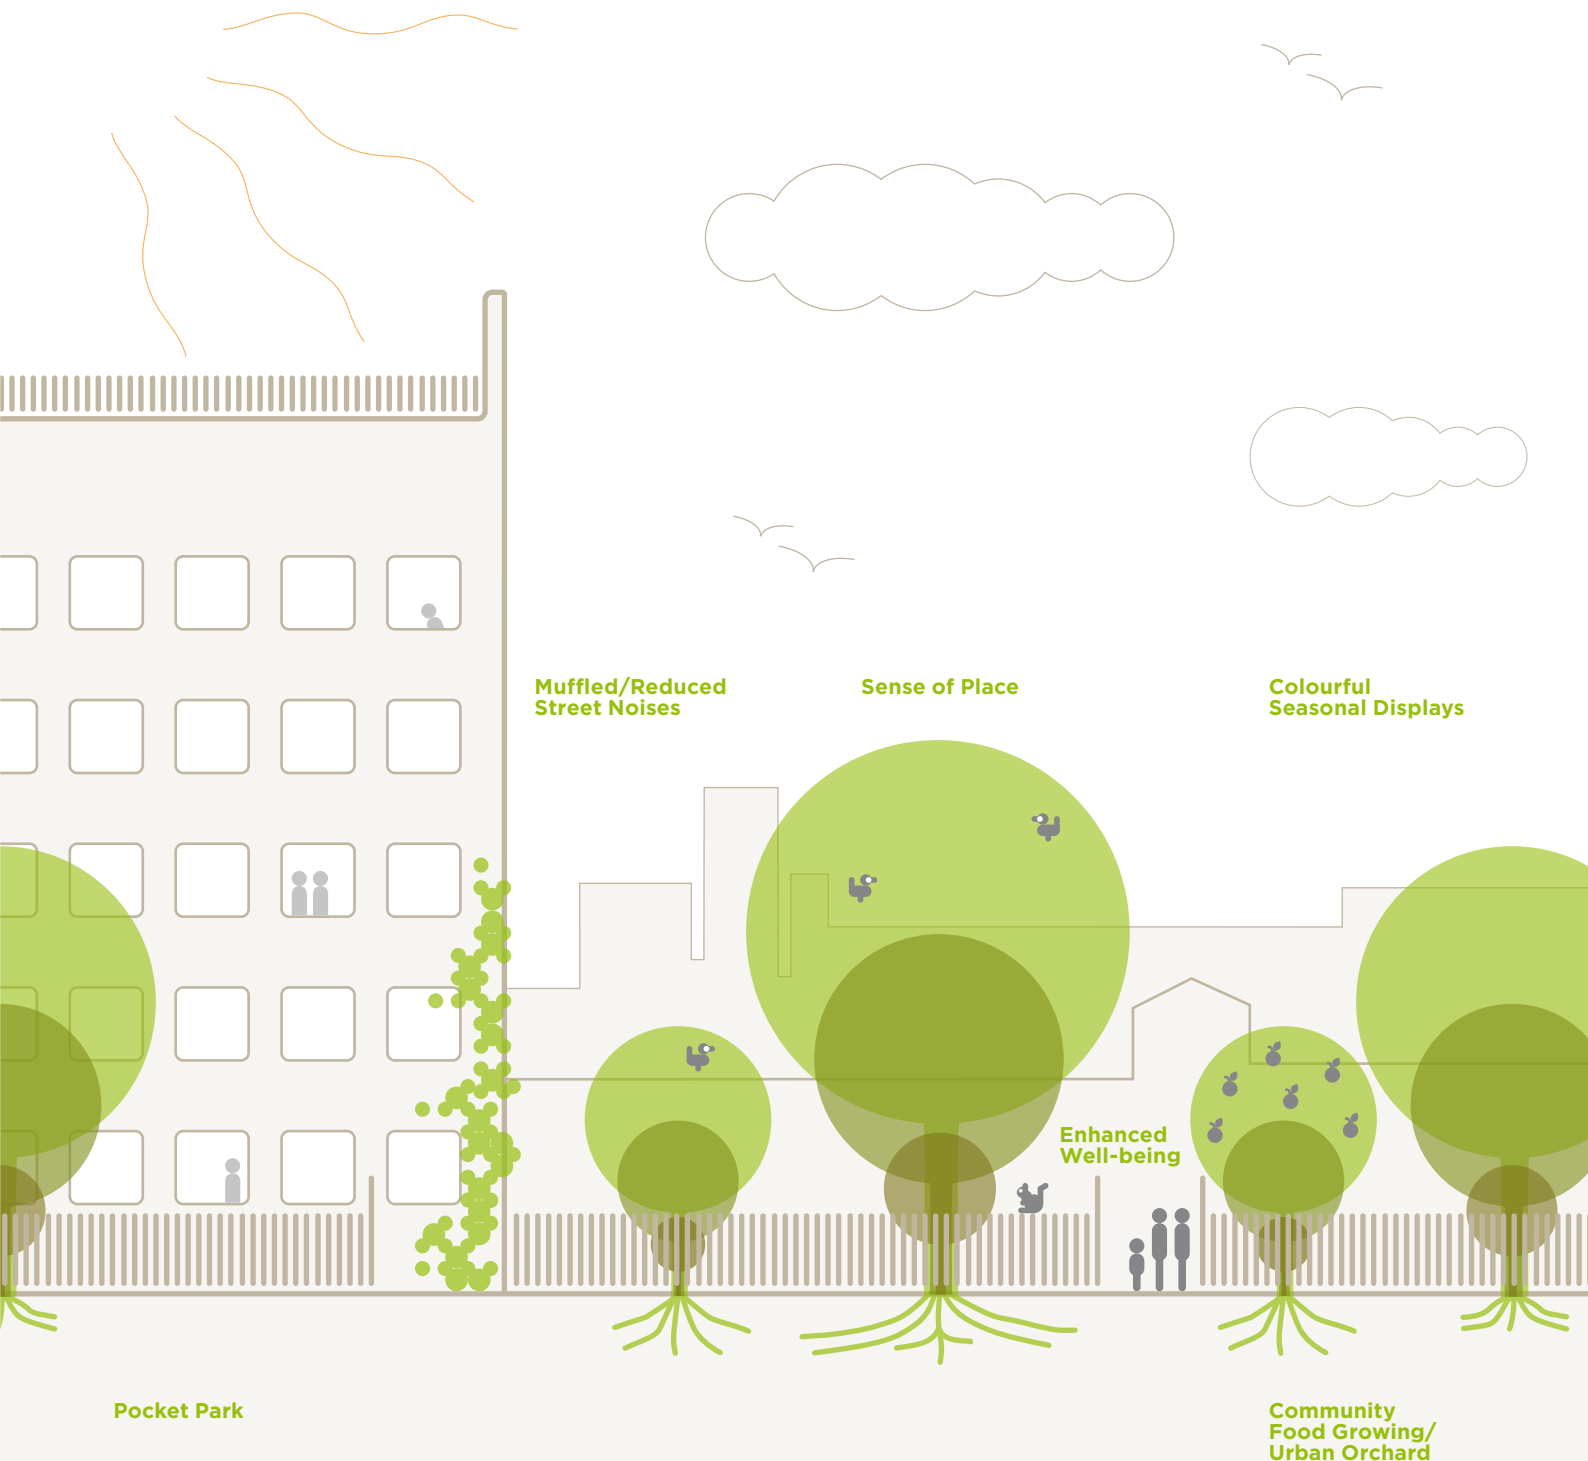 Muffled/Reduced
Street Noises
Sense of Place
Colourful
Seasonal Displays
Enhanced
Well-being
Pocket Park
Community
Food Growing/
Urban Orchard